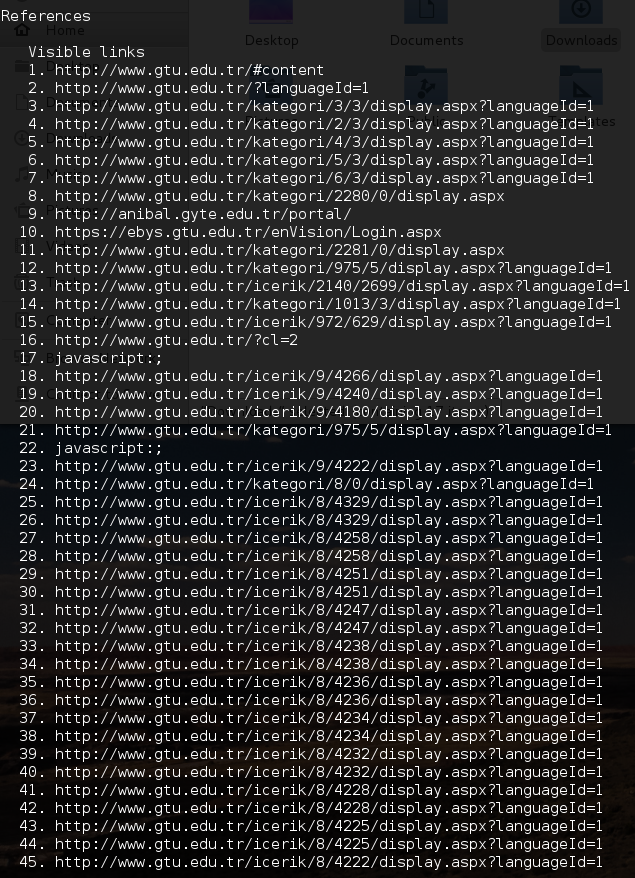 References
Home
Desktop
Documents
Downloads
Visible links
1. http://www.gtu.edu.tr/#content
2. http://www.gtu.edu.tr/?languageId=1
3. http://www.gtu.edu.tr/kategori/3/3/display.aspx?languageId=1
4. http://www.gtu.edu.tr/kategori/2/3/display.aspx?languageId=1
5. http://www.gtu.edu.tr/kategori/4/3/display.aspx?languageId=1
6. http://www.gtu.edu.tr/kategori/5/3/display.aspx?languageId=1
7. http://www.gtu.edu.tr/kategori/6/3/display.aspx?languageId=1
8. http://www.gtu.edu.tr/kategori/2280/0/display.aspx
9. http://anibal.gyte.edu.tr/portal/
10. https://ebys.gtu.edu.tr/enVision/Login.aspx
11. http://www.gtu.edu.tr/kategori/2281/0/display.aspx
12. http://www.gtu.edu.tr/kategori/975/5/display.aspx?languageId=1
13. http://www.gtu.edu.tr/icerik/2140/2699/display.aspx?languageId=1
14. http://www.gtu.edu.tr/kategori/1013/3/display.aspx?languageId=1
15. http://www.gtu.edu.tr/icerik/972/629/display.aspx?languageId=1
16. http://www.gtu.edu.tr/?cl=2
17. javascript:;
18. http://www.gtu.edu.tr/icerik/9/4266/display.aspx?languageId=1
19. http://www.gtu.edu.tr/icerik/9/4240/display.aspx?languageId=1
20. http://www.gtu.edu.tr/icerik/9/4180/display.aspx?languageId=1
21. http://www.gtu.edu.tr/kategori/975/5/display.aspx?languageId=1
22. javascript:;
23. http://www.gtu.edu.tr/icerik/9/4222/display.aspx?languageId=1
24. http://www.gtu.edu.tr/kategori/8/0/display.aspx?languageId=1
25. http://www.gtu.edu.tr/icerik/8/4329/display.aspx?languageId=1
26. http://www.gtu.edu.tr/icerik/8/4329/display.aspx?languageId=1
27. http://www.gtu.edu.tr/icerik/8/4258/display.aspx?languageId=1
28. http://www.gtu.edu.tr/icerik/8/4258/display.aspx?languageId=1
29. http://www.gtu.edu.tr/icerik/8/4251/display.aspx?languageId=1
30. http://www.gtu.edu.tr/icerik/8/4251/display.aspx?languageId=1
31. http://www.gtu.edu.tr/icerik/8/4247/display.aspx?languageId=1
32. http://www.gtu.edu.tr/icerik/8/4247/display.aspx?languageId=1
33. http://www.gtu.edu.tr/icerik/8/4238/display.aspx?languageId=1
34. http://www.gtu.edu.tr/icerik/8/4238/display.aspx?languageId=1
35. http://www.gtu.edu.tr/icerik/8/4236/display.aspx?languageId=1
36. http://www.gtu.edu.tr/icerik/8/4236/display.aspx?languageId=1
37. http://www.gtu.edu.tr/icerik/8/4234/display.aspx?languageId=1
38. http://www.gtu.edu.tr/icerik/8/4234/display.aspx?languageId=1
39. http://www.gtu.edu.tr/icerik/8/4232/display.aspx?languageId=1
40. http://www.gtu.edu.tr/icerik/8/4232/display.aspx?languageId=1
41. http://www.gtu.edu.tr/icerik/8/4228/display.aspx?languageId=1
42. http://www.gtu.edu.tr/icerik/8/4228/display.aspx?languageId=1
43. http://www.gtu.edu.tr/icerik/8/4225/display.aspx?languageId=1
44. http://www.gtu.edu.tr/icerik/8/4225/display.aspx?languageId=1
45. http://www.gtu.edu.tr/icerik/8/4222/display.aspx?languageId=1